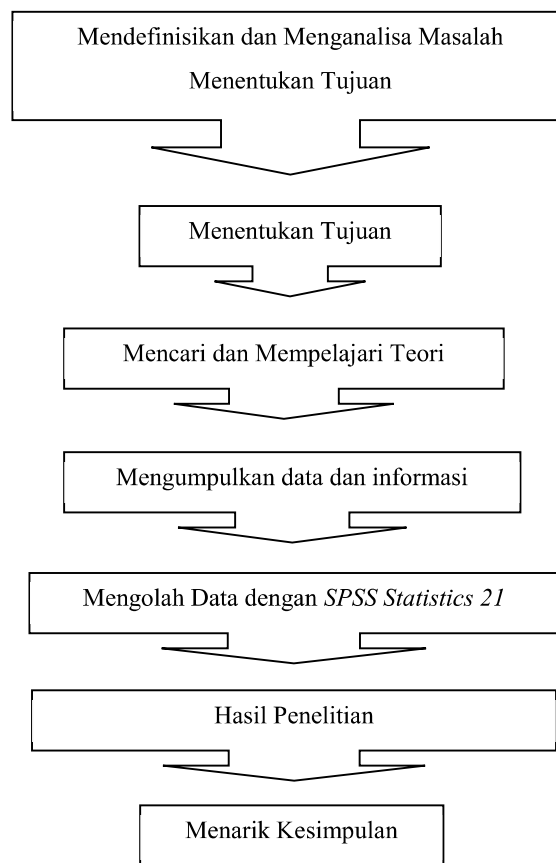 Mendefinisikan dan Menganalisa Masalah
Menentukan Tujuan
Menentukan Tujuan
Mencari dan Mempelajari Teori
Mengumpulkan data dan informasi
Mengolah Data dengan SPSS Statistics 21
Hasil Penelitian
Menarik Kesimpulan